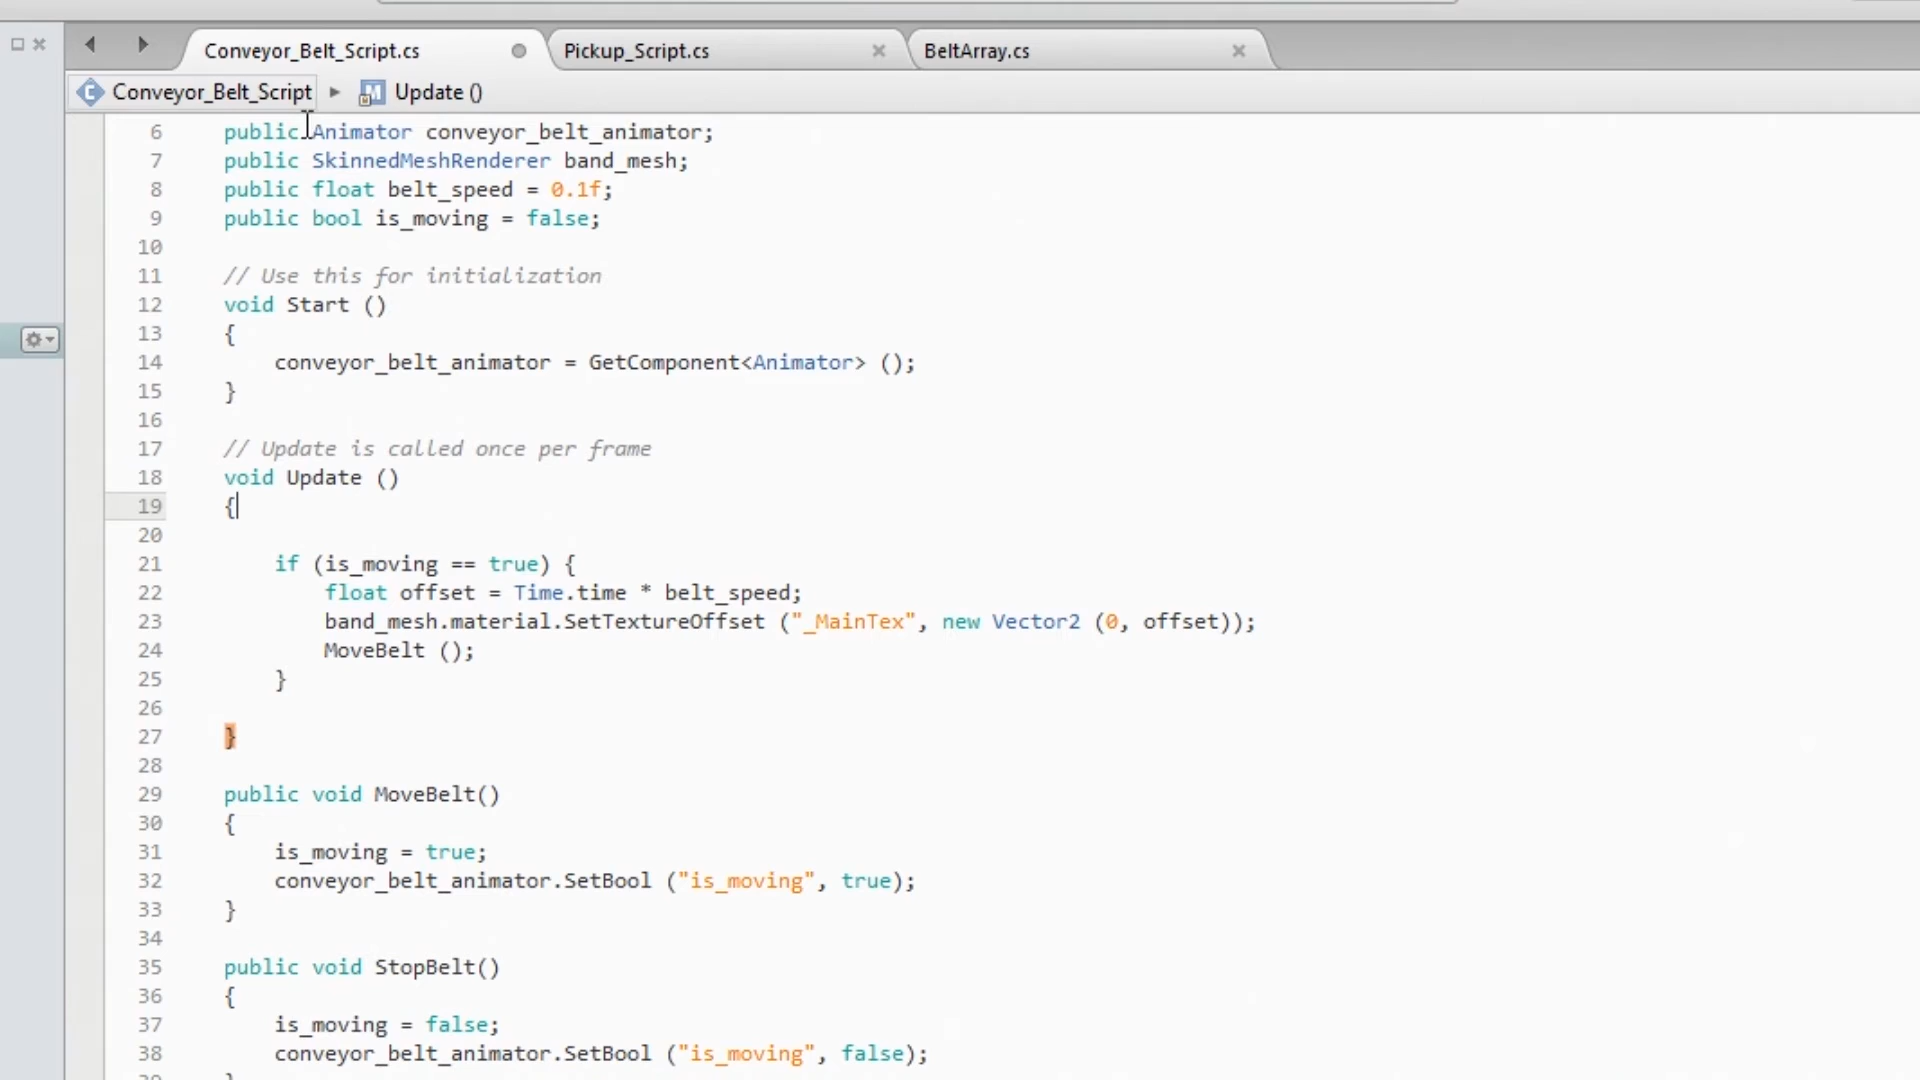 Conveyor_Belt_Script.cs Pickup_Script.cs BeltArray.cs
Conveyor_Belt_Script Update ()
6 public Animator conveyor_belt_animator;
7 public SkinnedMeshRenderer band_mesh;
8 public float belt_speed = 0.1f;
9 public bool is_moving = false;
10
11 // Use this for initialization
12 void Start ()
13 {
14 conveyor_belt_animator = GetComponent<Animator> ();
15 }
16
17 // Update is called once per frame
18 void Update ()
19 {
20
21 if (is_moving == true) {
22 float offset = Time.time * belt_speed;
23 band_mesh.material.SetTextureOffset ("_MainTex", new Vector2 (0, offset));
24 MoveBelt ();
25 }
26
27 }
28
29 public void MoveBelt()
30 {
31 is_moving = true;
32 conveyor_belt_animator.SetBool ("is_moving", true);
33 }
34
35 public void StopBelt()
36 {
37 is_moving = false;
38 conveyor_belt_animator.SetBool ("is_moving", false);